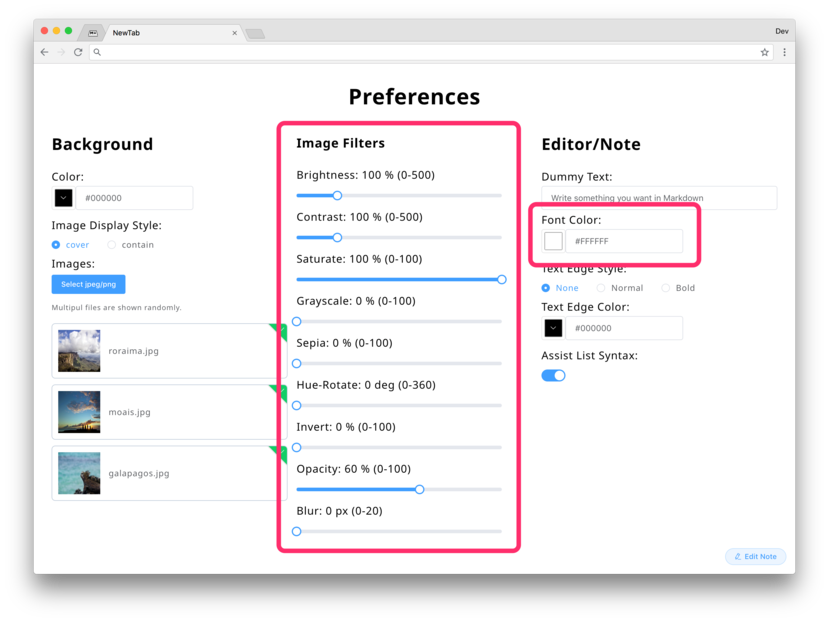 NewTab
Dev
Preferences
Background
Color:
#000000
Image Display Style:
cover
contain
Images:
Select jpeg/png
Multipul files are shown randomly.
roraima.jpg
moais.jpg
galapagos.jpg
Image Filters
Brightness: 100 % (0-500)
Contrast: 100 % (0-500)
Saturate: 100 % (0-100)
Grayscale: 0 % (0-100)
Sepia: 0 % (0-100)
Hue-Rotate: 0 deg (0-360)
Invert: 0 % (0-100)
Opacity: 60 % (0-100)
Blur: 0 px (0-20)
Editor/Note
Dummy Text:
Write something you want in Markdown
Font Color:
#FFFFFF
Text Edge Style:
None
Normal
Bold
Text Edge Color:
#000000
Assist List Syntax:
Edit Note